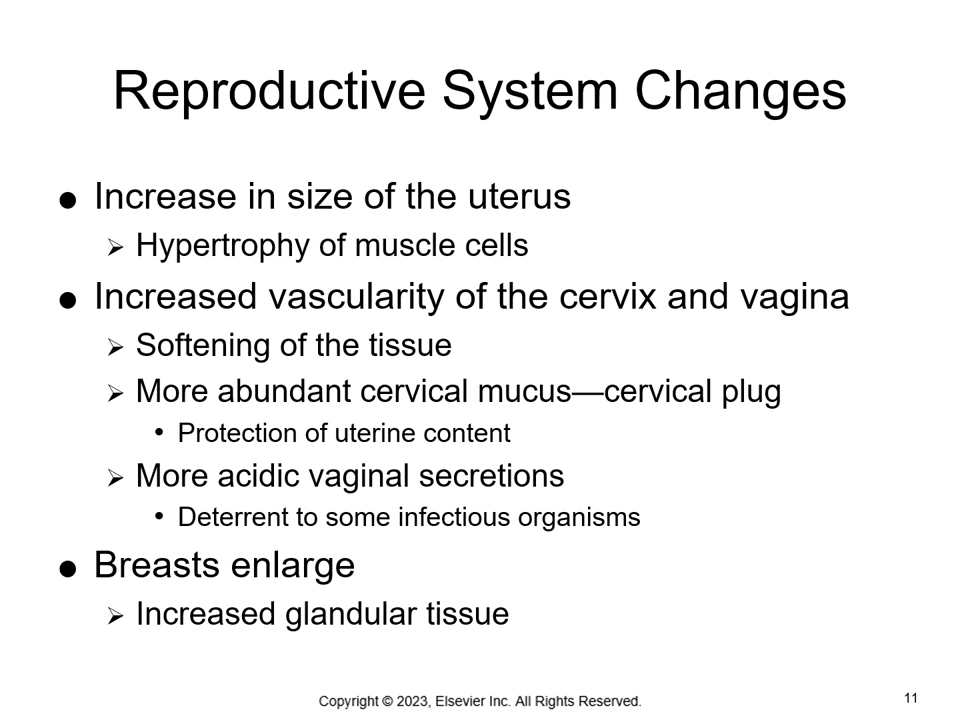 Reproductive System Changes
● Increase in size of the uterus
➢ Hypertrophy of muscle cells
● Increased vascularity of the cervix and vagina
➢ Softening of the tissue
➢ More abundant cervical mucus—cervical plug
• Protection of uterine content
➢ More acidic vaginal secretions
• Deterrent to some infectious organisms
● Breasts enlarge
➢ Increased glandular tissue
Copyright © 2023, Elsevier Inc. All Rights Reserved.
11